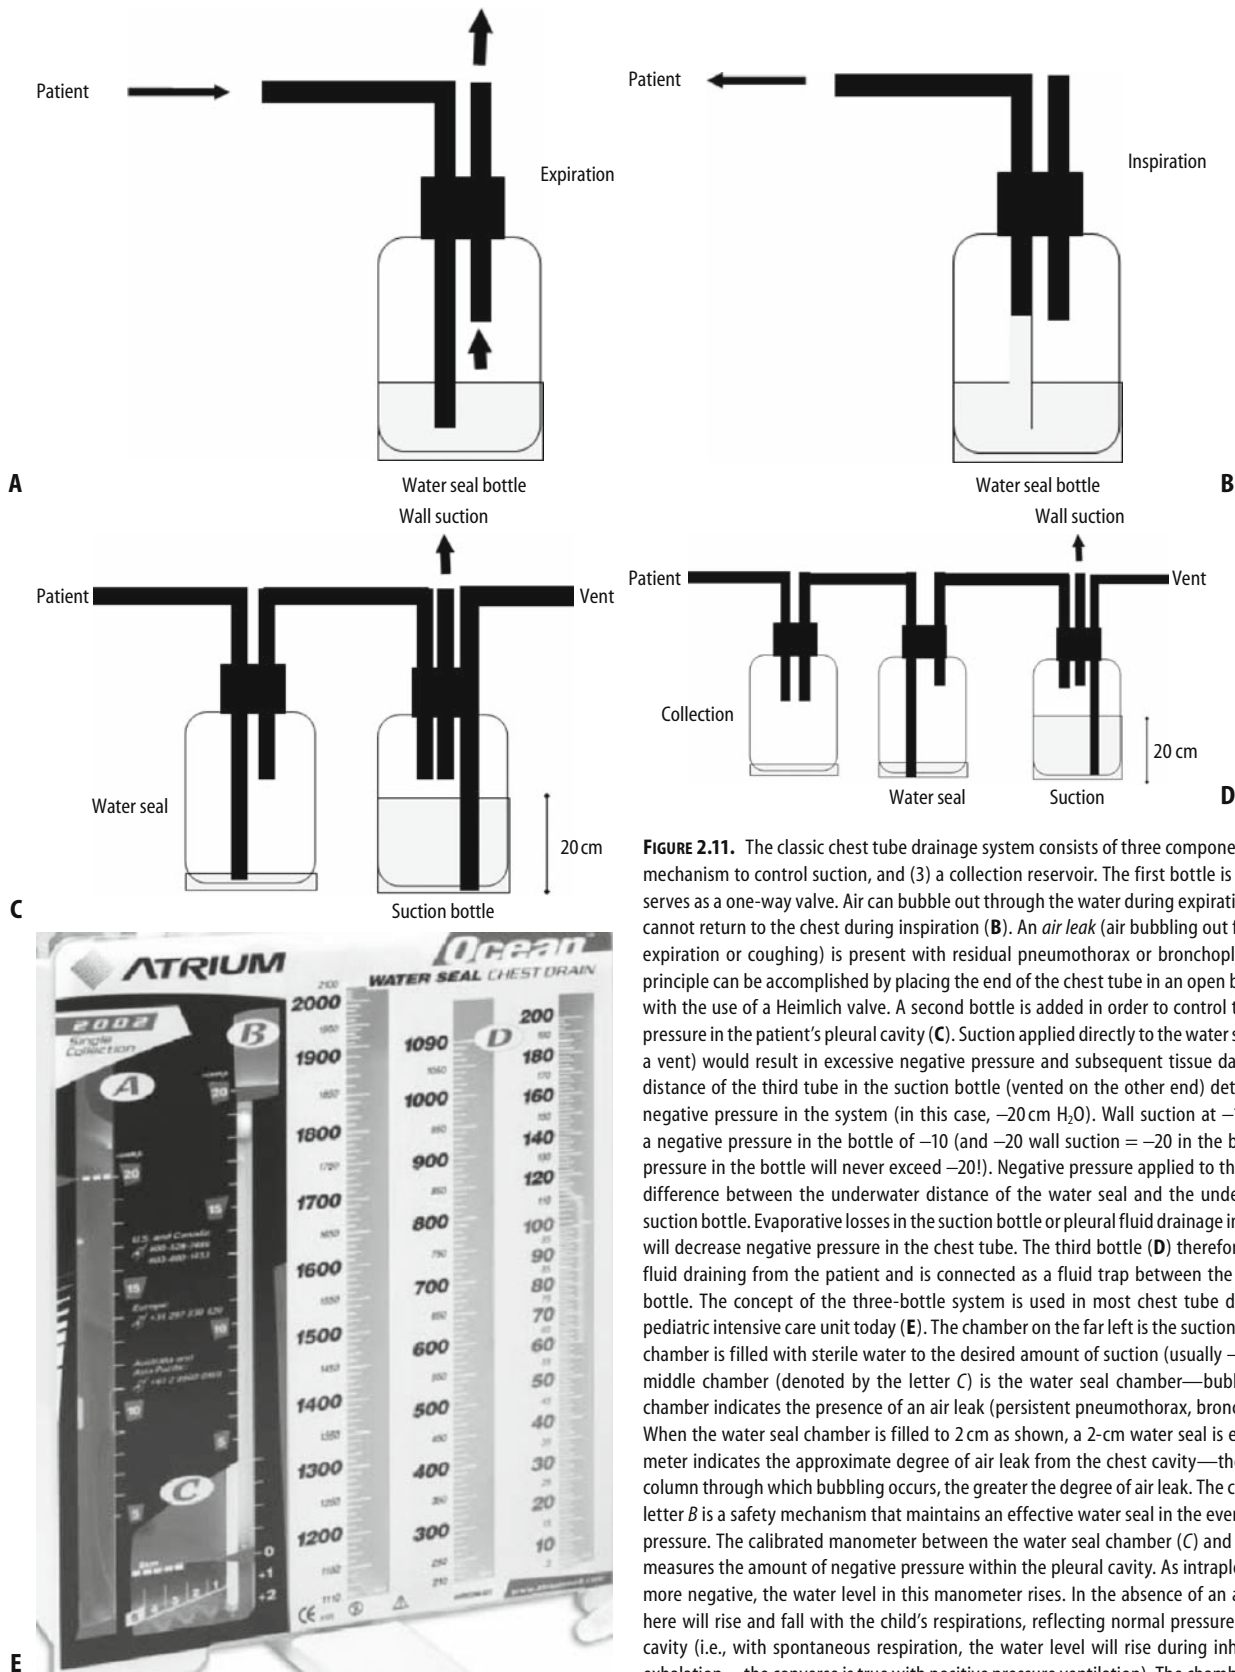 Patient
Expiration
Water seal bottle
A
Patient
Inspiration
Water seal bottle
B
Wall suction
Patient
Vent
Water seal
20 cm
Suction bottle
C
Wall suction
Patient
Vent
Collection
20 cm
Water seal
Suction
D
FIGURE 2.11. The classic chest tube drainage system consists of three compone
mechanism to control suction, and (3) a collection reservoir. The first bottle is
serves as a one-way valve. Air can bubble out through the water during expirati
cannot return to the chest during inspiration (B). An air leak (air bubbling out f
expiration or coughing) is present with residual pneumothorax or bronchopl
principle can be accomplished by placing the end of the chest tube in an open b
with the use of a Heimlich valve. A second bottle is added in order to control t
pressure in the patient's pleural cavity (C). Suction applied directly to the water s
a vent) would result in excessive negative pressure and subsequent tissue da
distance of the third tube in the suction bottle (vented on the other end) det
negative pressure in the system (in this case, −20 cm H₂O). Wall suction at −
a negative pressure in the bottle of −10 (and −20 wall suction = −20 in the b
pressure in the bottle will never exceed −20!). Negative pressure applied to th
difference between the underwater distance of the water seal and the unde
suction bottle. Evaporative losses in the suction bottle or pleural fluid drainage in
will decrease negative pressure in the chest tube. The third bottle (D) therefor
fluid draining from the patient and is connected as a fluid trap between the
bottle. The concept of the three-bottle system is used in most chest tube d
pediatric intensive care unit today (E). The chamber on the far left is the suction
chamber is filled with sterile water to the desired amount of suction (usually −
middle chamber (denoted by the letter C) is the water seal chamber—bubb
chamber indicates the presence of an air leak (persistent pneumothorax, bronc
When the water seal chamber is filled to 2 cm as shown, a 2-cm water seal is e
meter indicates the approximate degree of air leak from the chest cavity—the
column through which bubbling occurs, the greater the degree of air leak. The c
letter B is a safety mechanism that maintains an effective water seal in the ever
pressure. The calibrated manometer between the water seal chamber (C) and
measures the amount of negative pressure within the pleural cavity. As intraple
more negative, the water level in this manometer rises. In the absence of an a
here will rise and fall with the child's respirations, reflecting normal pressure
cavity (i.e., with spontaneous respiration, the water level will rise during inh
ATRIUM
Ocean
WATER SEAL CHEST DRAIN
2002
Single
Collection
A
B
C
D
20
15
10
5
20
15
10
5
0
+1
+2
U.S. and Canada
Europe
Australia and
Asia Pacific
2cm
5 4 3 2 1
2100
2000
1900
1800
1700
1600
1500
1400
1300
1200
1110
1090
1000
900
800
700
600
500
400
300
210
200
180
160
140
120
100
90
80
70
60
50
40
30
20
10
E